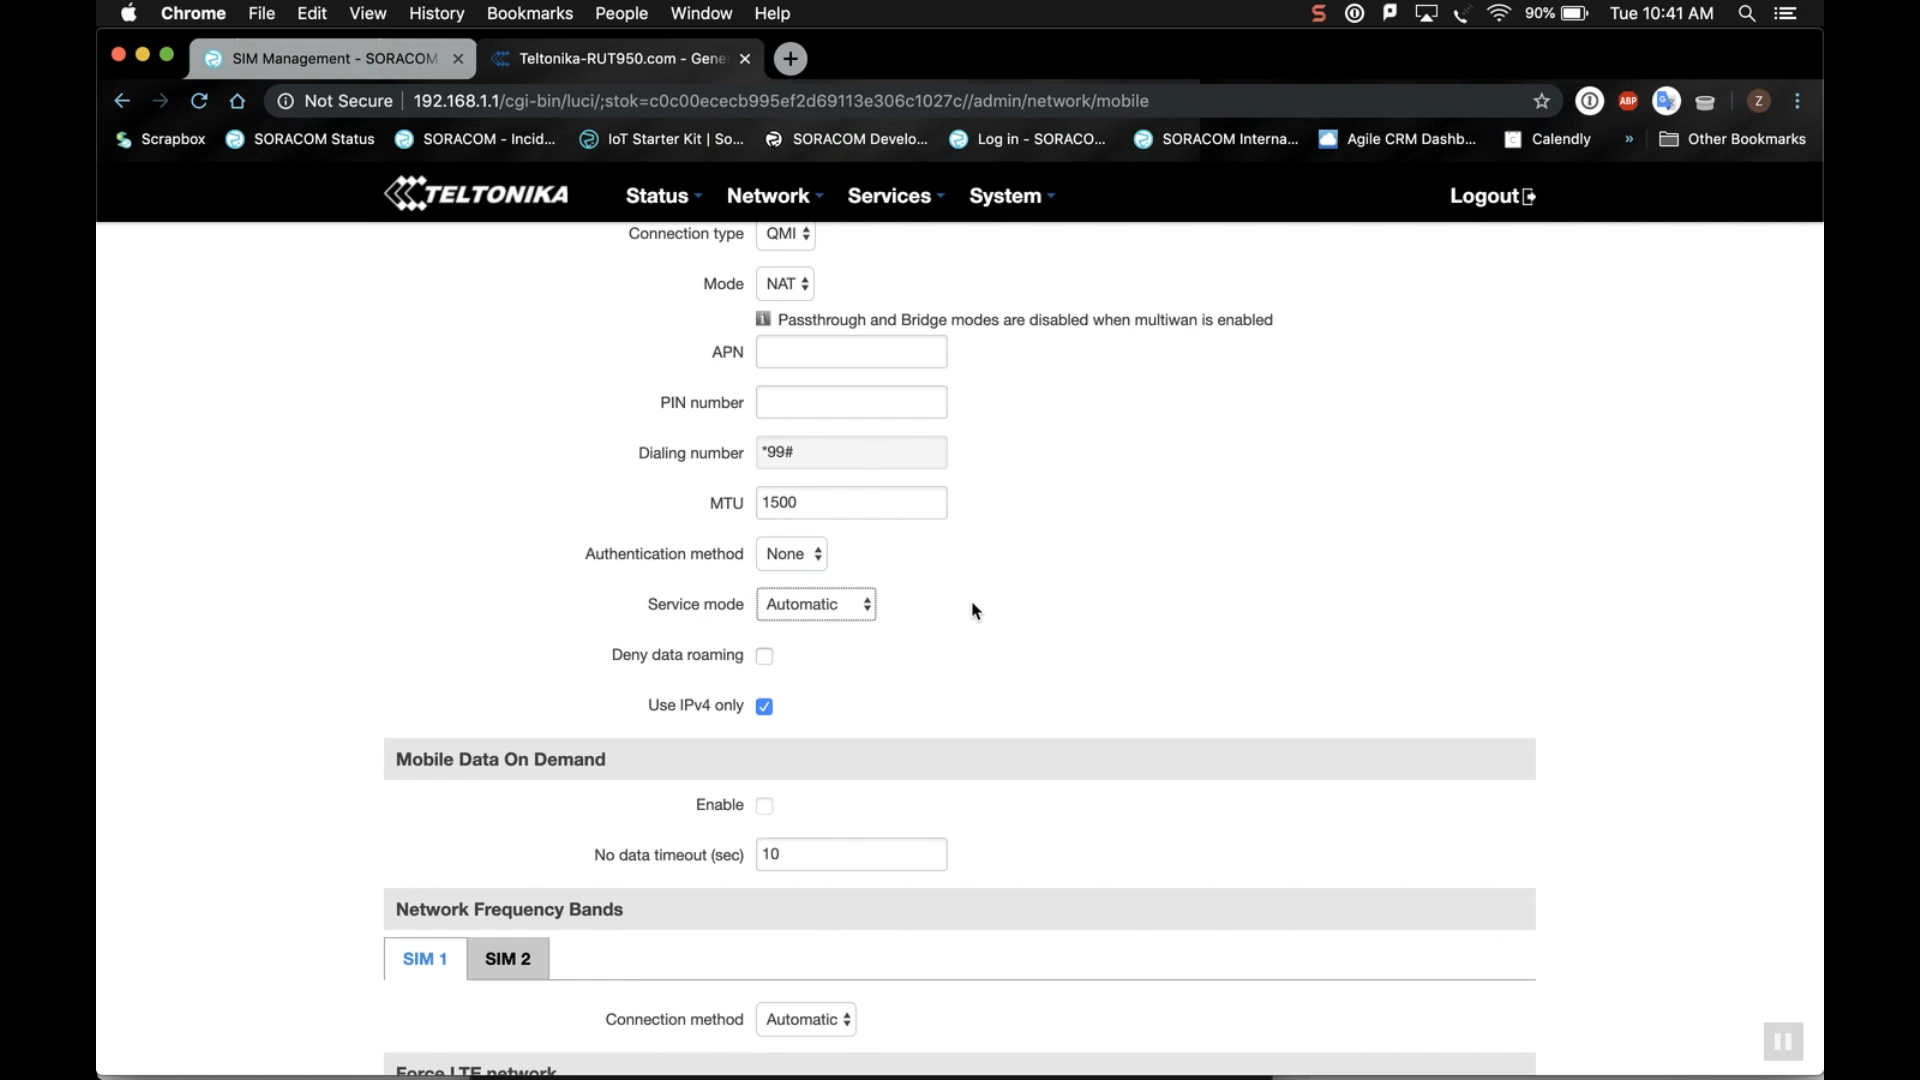 Chrome File Edit View History Bookmarks People Window Help 90% Tue 10:41 AM
SIM Management - SORACOM Teltonika-RUT950.com - Gene
Not Secure 192.168.1.1/cgi-bin/luci/;stok=c0c00ececb995ef2d69113e306c1027c//admin/network/mobile ABP Z
Scrapbox SORACOM Status SORACOM - Incid... IoT Starter Kit | So... SORACOM Develo... Log in - SORACO... SORACOM Interna... Agile CRM Dashb... Calendly » Other Bookmarks
TELTONIKA Status Network Services System Logout
Connection type QMI
Mode NAT
Passthrough and Bridge modes are disabled when multiwan is enabled
APN
PIN number
Dialing number *99#
MTU 1500
Authentication method None
Service mode Automatic
Deny data roaming
Use IPv4 only
Mobile Data On Demand
Enable
No data timeout (sec) 10
Network Frequency Bands
SIM 1 SIM 2
Connection method Automatic
Force LTE network